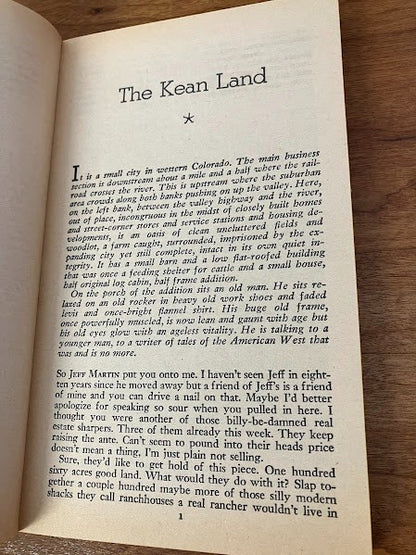 The Kean Land
*
It is a small city in western Colorado. The main business
section is downstream about a mile and a half where the rail-
road crosses the river. This is upstream where the suburban
area crowds along both banks pushing on up the valley. Here,
on the left bank, between the valley highway and the river,
out of place, incongruous in the midst of closely built homes
and street-corner stores and service stations and housing de-
velopments, is an oasis of clean uncluttered fields and
woodlot, a farm caught, surrounded, imprisoned by the ex-
panding city yet still complete, intact in its own quiet in-
tegrity. It has a small barn and a low flat-roofed building
that was once a feeding shelter for cattle and a small house,
half original log cabin, half frame addition.
On the porch of the addition sits an old man. He sits re-
laxed on an old rocker in heavy old work shoes and faded
levis and once-bright flannel shirt. His huge old frame,
once powerfully muscled, is now lean and gaunt with age but
his old eyes glow with an ageless vitality. He is talking to a
younger man, to a writer of tales of the American West that
was and is no more.
So Jeff Martin put you onto me. I haven't seen Jeff in eight-
een years since he moved away but a friend of Jeff's is a friend
of mine and you can drive a nail on that. Maybe I'd better
apologize for speaking so sour when you pulled in here. I
thought you were another of those billy-be-damned real
estate sharpers. Three of them already this week. They keep
raising the ante. Can't seem to pound into their heads price
doesn't mean a thing, I'm just plain not selling.
Sure, they'd like to get hold of this piece. One hundred
sixty acres good land. What would they do with it? Slap to-
gether a couple hundred maybe more of those silly modern
shacks they call ranchhouses a real rancher wouldn't live in
1